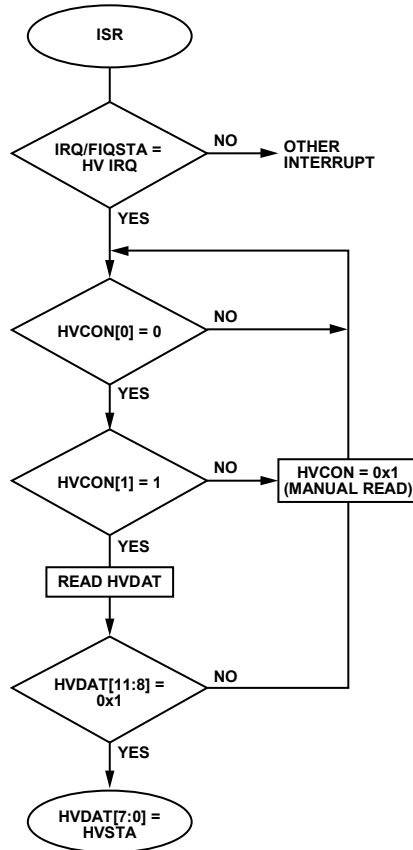 ISR
IRQ/FIQSTA =
HV IRQ
NO
OTHER
INTERRUPT
YES
HVCON[0] = 0
NO
YES
HVCON[1] = 1
NO
HVCON = 0x1
(MANUAL READ)
YES
READ HVDAT
HVDAT[11:8] =
0x1
NO
YES
HVDAT[7:0] =
HVSTA